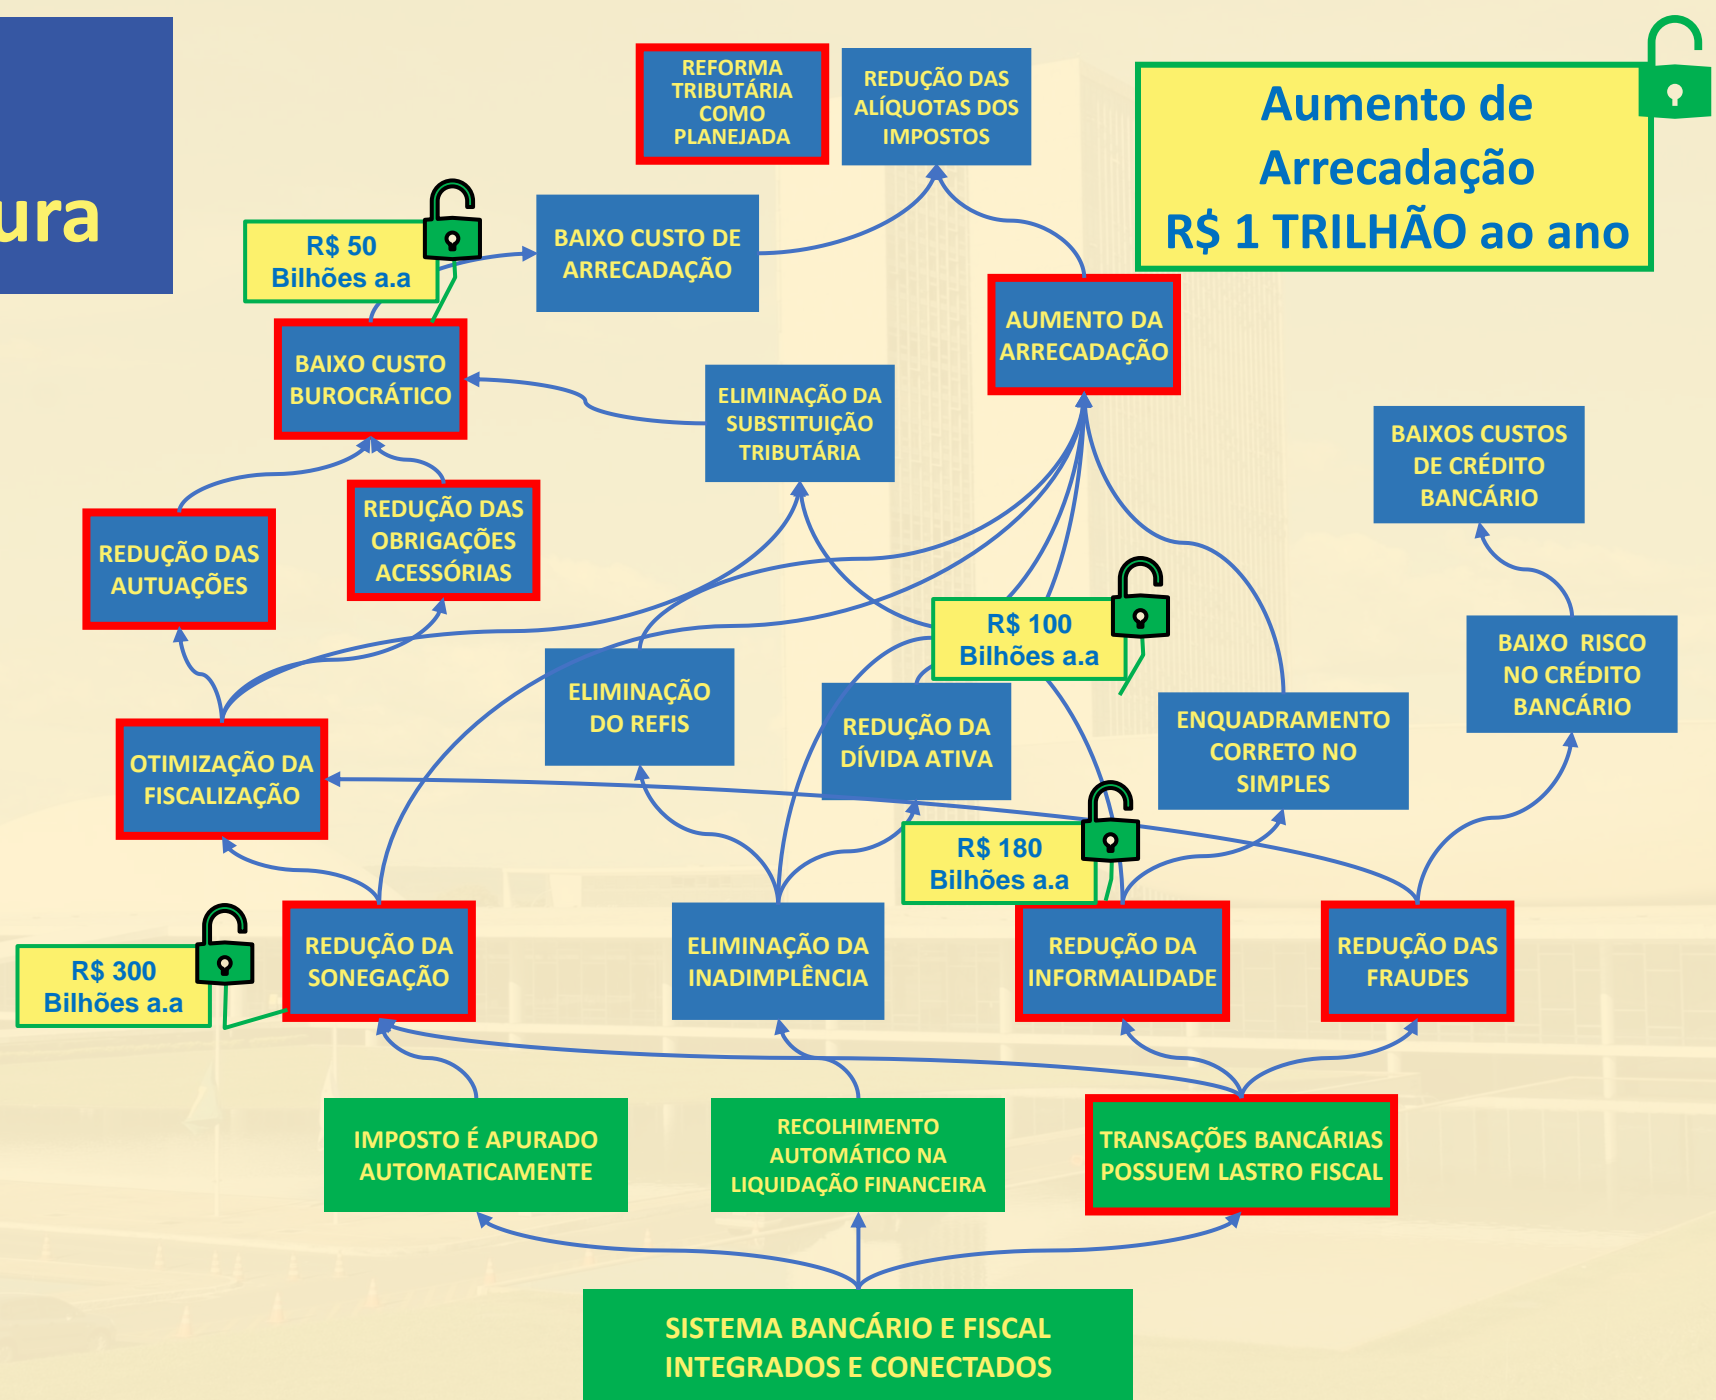 ura
REFORMA
TRIBUTÁRIA
COMO
PLANEJADA
REDUÇÃO DAS
ALÍQUOTAS DOS
IMPOSTOS
Aumento de
Arrecadação
R$ 1 TRILHÃO ao ano
R$ 50
Bilhões a.a
BAIXO CUSTO DE
ARRECADAÇÃO
AUMENTO DA
ARRECADAÇÃO
BAIXO CUSTO
BUROCRÁTICO
ELIMINAÇÃO DA
SUBSTITUIÇÃO
TRIBUTÁRIA
BAIXOS CUSTOS
DE CRÉDITO
BANCÁRIO
REDUÇÃO DAS
AUTUAÇÕES
REDUÇÃO DAS
OBRIGAÇÕES
ACESSÓRIAS
R$ 100
Bilhões a.a
BAIXO RISCO
NO CRÉDITO
BANCÁRIO
ELIMINAÇÃO
DO REFIS
REDUÇÃO DA
DÍVIDA ATIVA
ENQUADRAMENTO
CORRETO NO
SIMPLES
OTIMIZAÇÃO DA
FISCALIZAÇÃO
R$ 180
Bilhões a.a
R$ 300
Bilhões a.a
REDUÇÃO DA
SONEGAÇÃO
ELIMINAÇÃO DA
INADIMPLÊNCIA
REDUÇÃO DA
INFORMALIDADE
REDUÇÃO DAS
FRAUDES
IMPOSTO É APURADO
AUTOMATICAMENTE
RECOLHIMENTO
AUTOMÁTICO NA
LIQUIDAÇÃO FINANCEIRA
TRANSAÇÕES BANCÁRIAS
POSSUEM LASTRO FISCAL
SISTEMA BANCÁRIO E FISCAL
INTEGRADOS E CONECTADOS